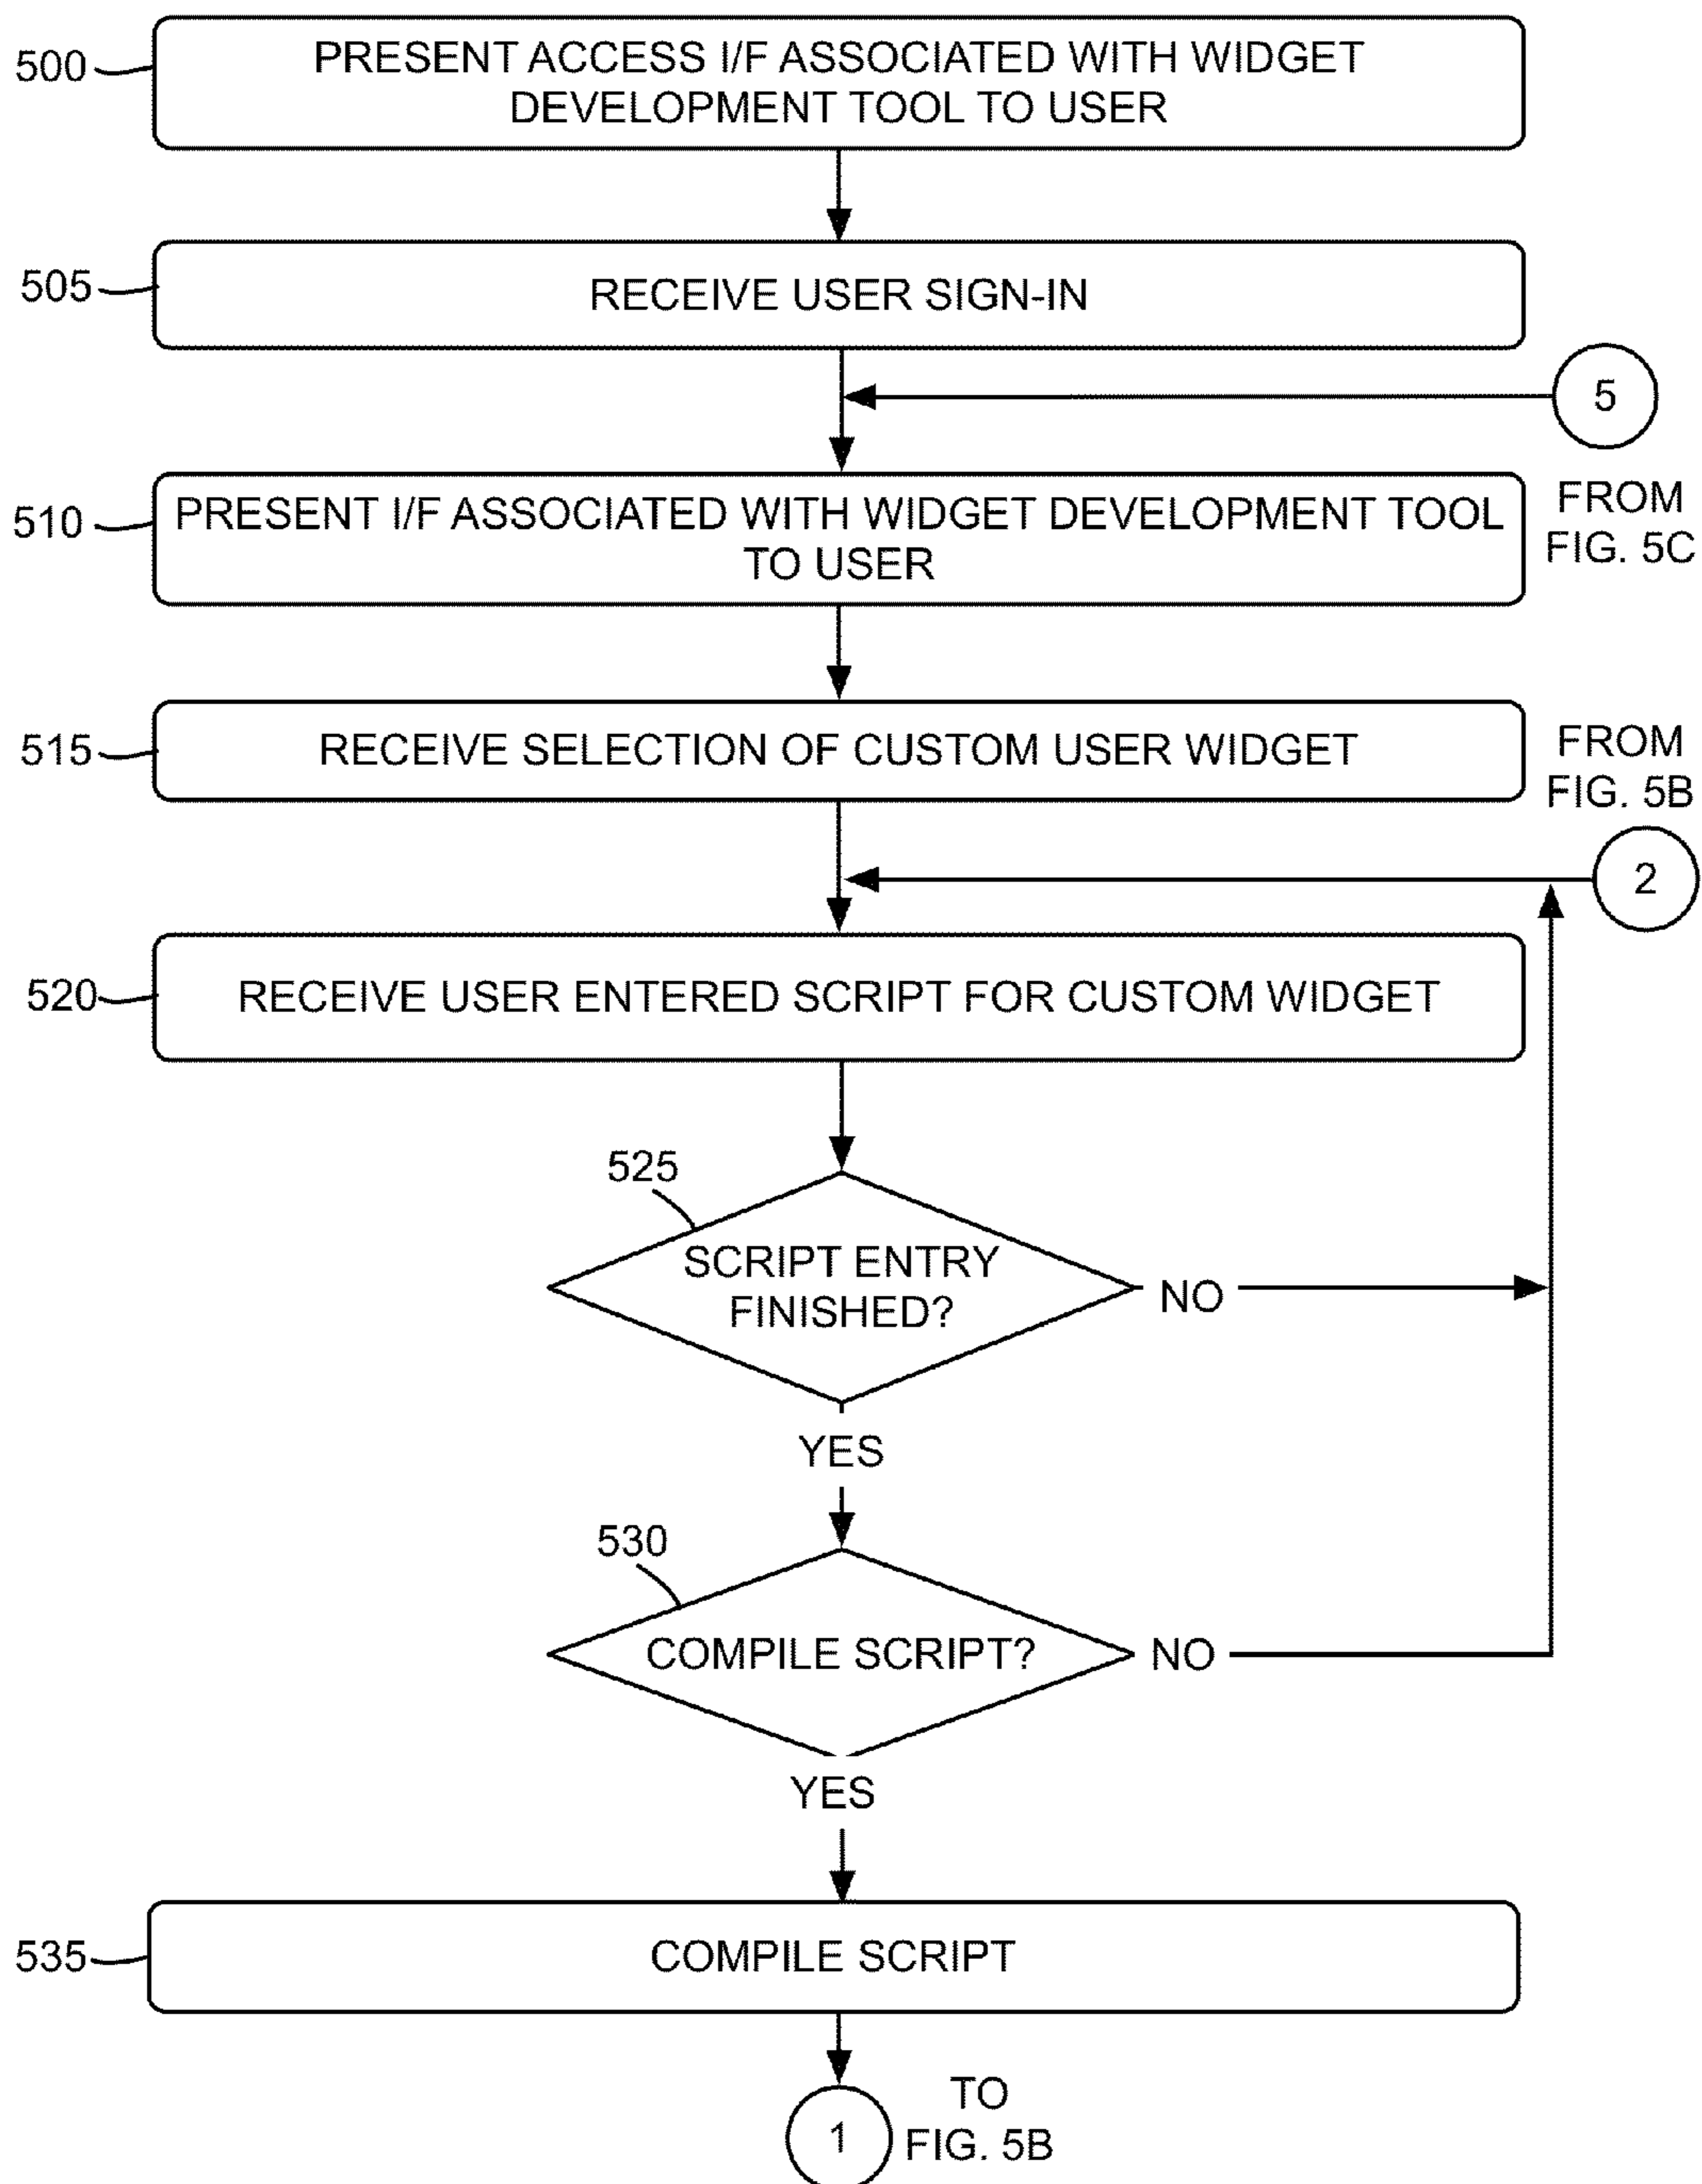 500
PRESENT ACCESS I/F ASSOCIATED WITH WIDGET
DEVELOPMENT TOOL TO USER
505
RECEIVE USER SIGN-IN
5
FROM
FIG. 5C
510
PRESENT I/F ASSOCIATED WITH WIDGET DEVELOPMENT TOOL
TO USER
515
RECEIVE SELECTION OF CUSTOM USER WIDGET
FROM
FIG. 5B
2
520
RECEIVE USER ENTERED SCRIPT FOR CUSTOM WIDGET
525
SCRIPT ENTRY
FINISHED?
NO
YES
530
COMPILE SCRIPT?
NO
YES
535
COMPILE SCRIPT
1
TO
FIG. 5B